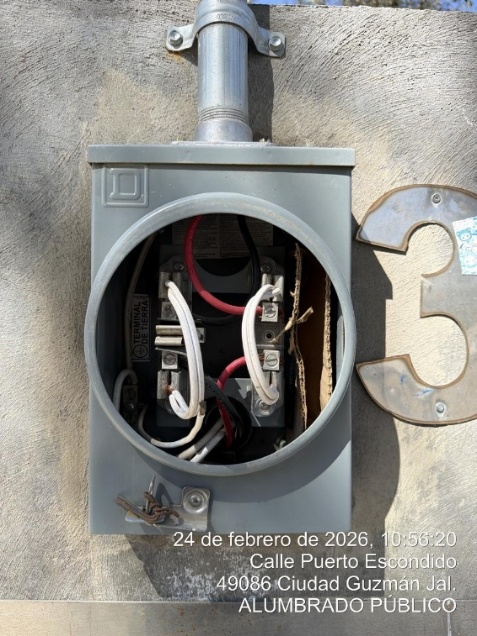 TERMINAL
DE TIERRA
3
24 de febrero de 2026, 10:56:20
Calle Puerto Escondido
49086 Ciudad Guzmán Jal.
ALUMBRADO PÚBLICO